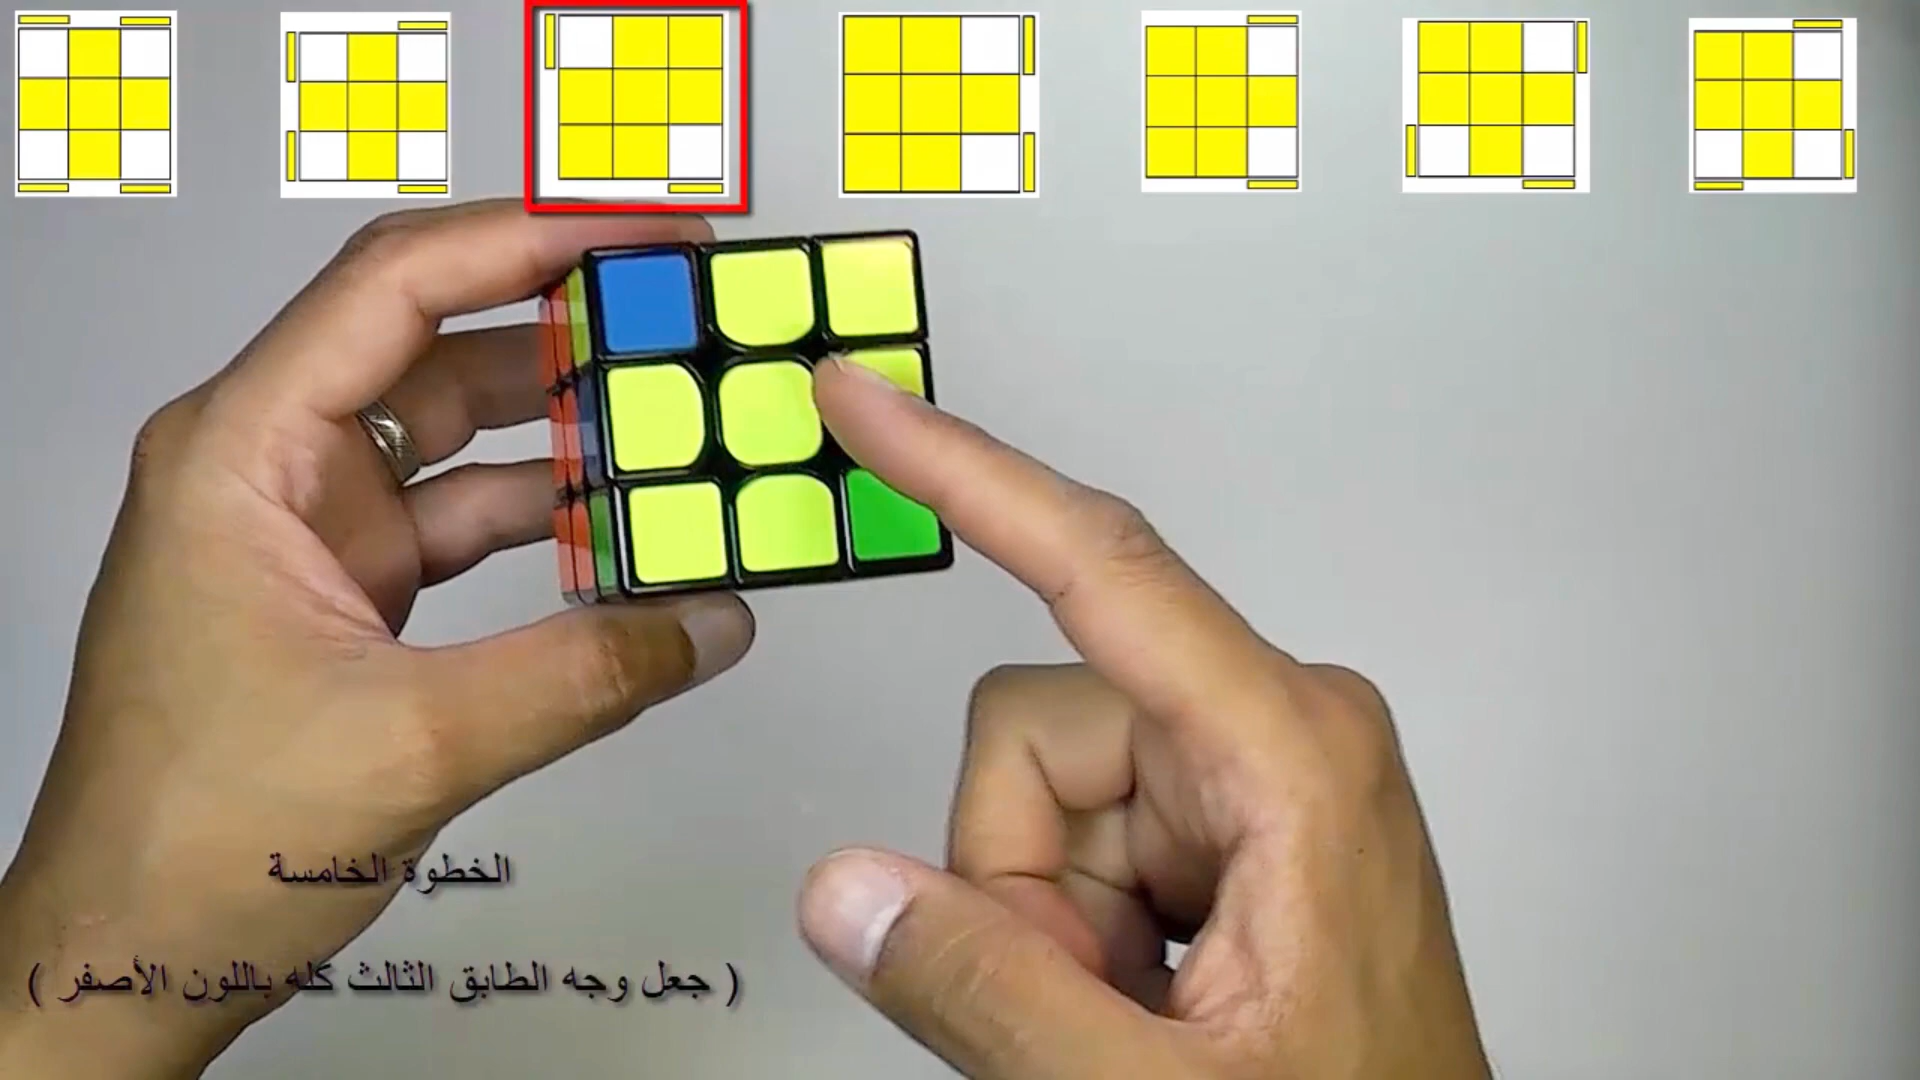 الخطوة الخامسة
( جعل وجه الطابق الثالث كله باللون الأصفر )